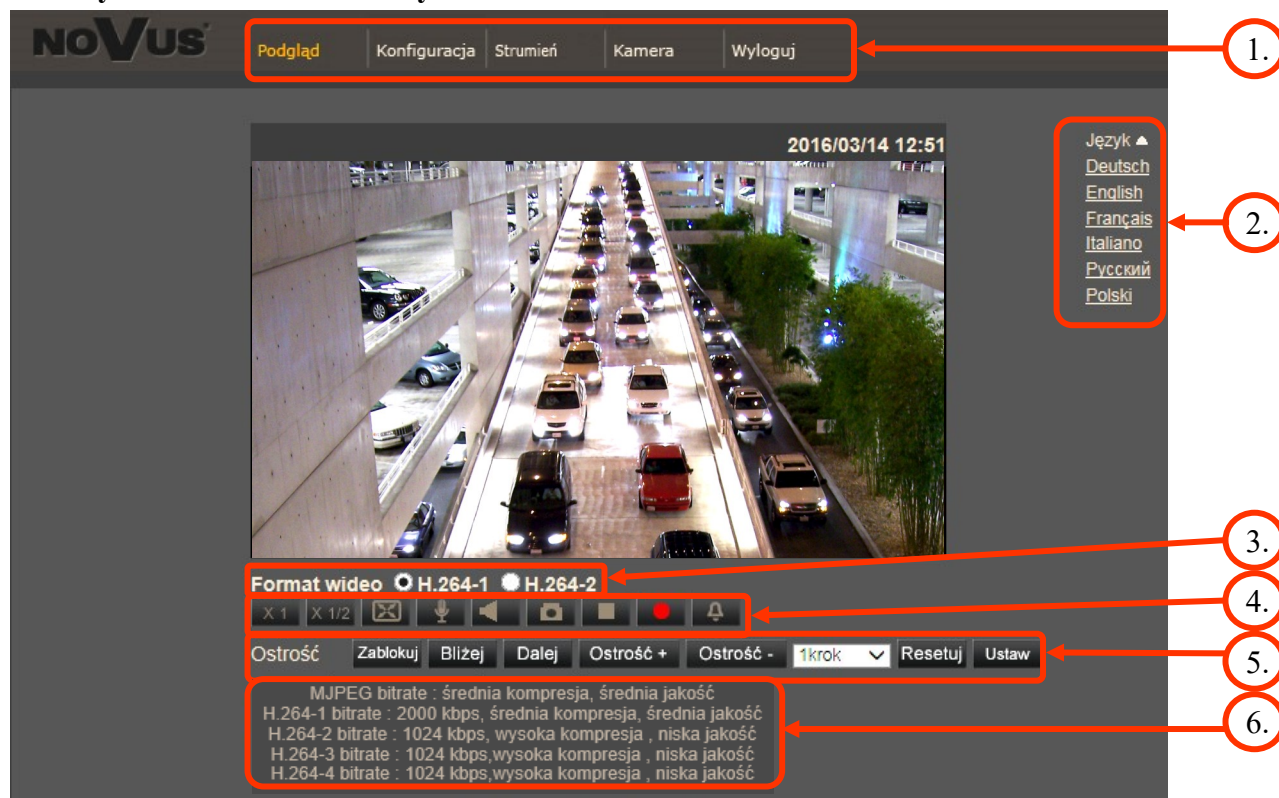 NOVUS
Podgląd Konfiguracja Strumień Kamera Wyloguj
1.
2016/03/14 12:51
Język
Deutsch
English
Français
Italiano
Русский
Polski
2.
3.
Format wideo H.264-1 H.264-2
X 1 X 1/2
4.
Ostrość Zablokuj Bliżej Dalej Ostrość + Ostrość - 1krok Resetuj Ustaw
5.
MJPEG bitrate : średnia kompresja, średnia jakość
H.264-1 bitrate : 2000 kbps, średnia kompresja, średnia jakość
H.264-2 bitrate : 1024 kbps, wysoka kompresja , niska jakość
H.264-3 bitrate : 1024 kbps,wysoka kompresja , niska jakość
H.264-4 bitrate : 1024 kbps,wysoka kompresja , niska jakość
6.